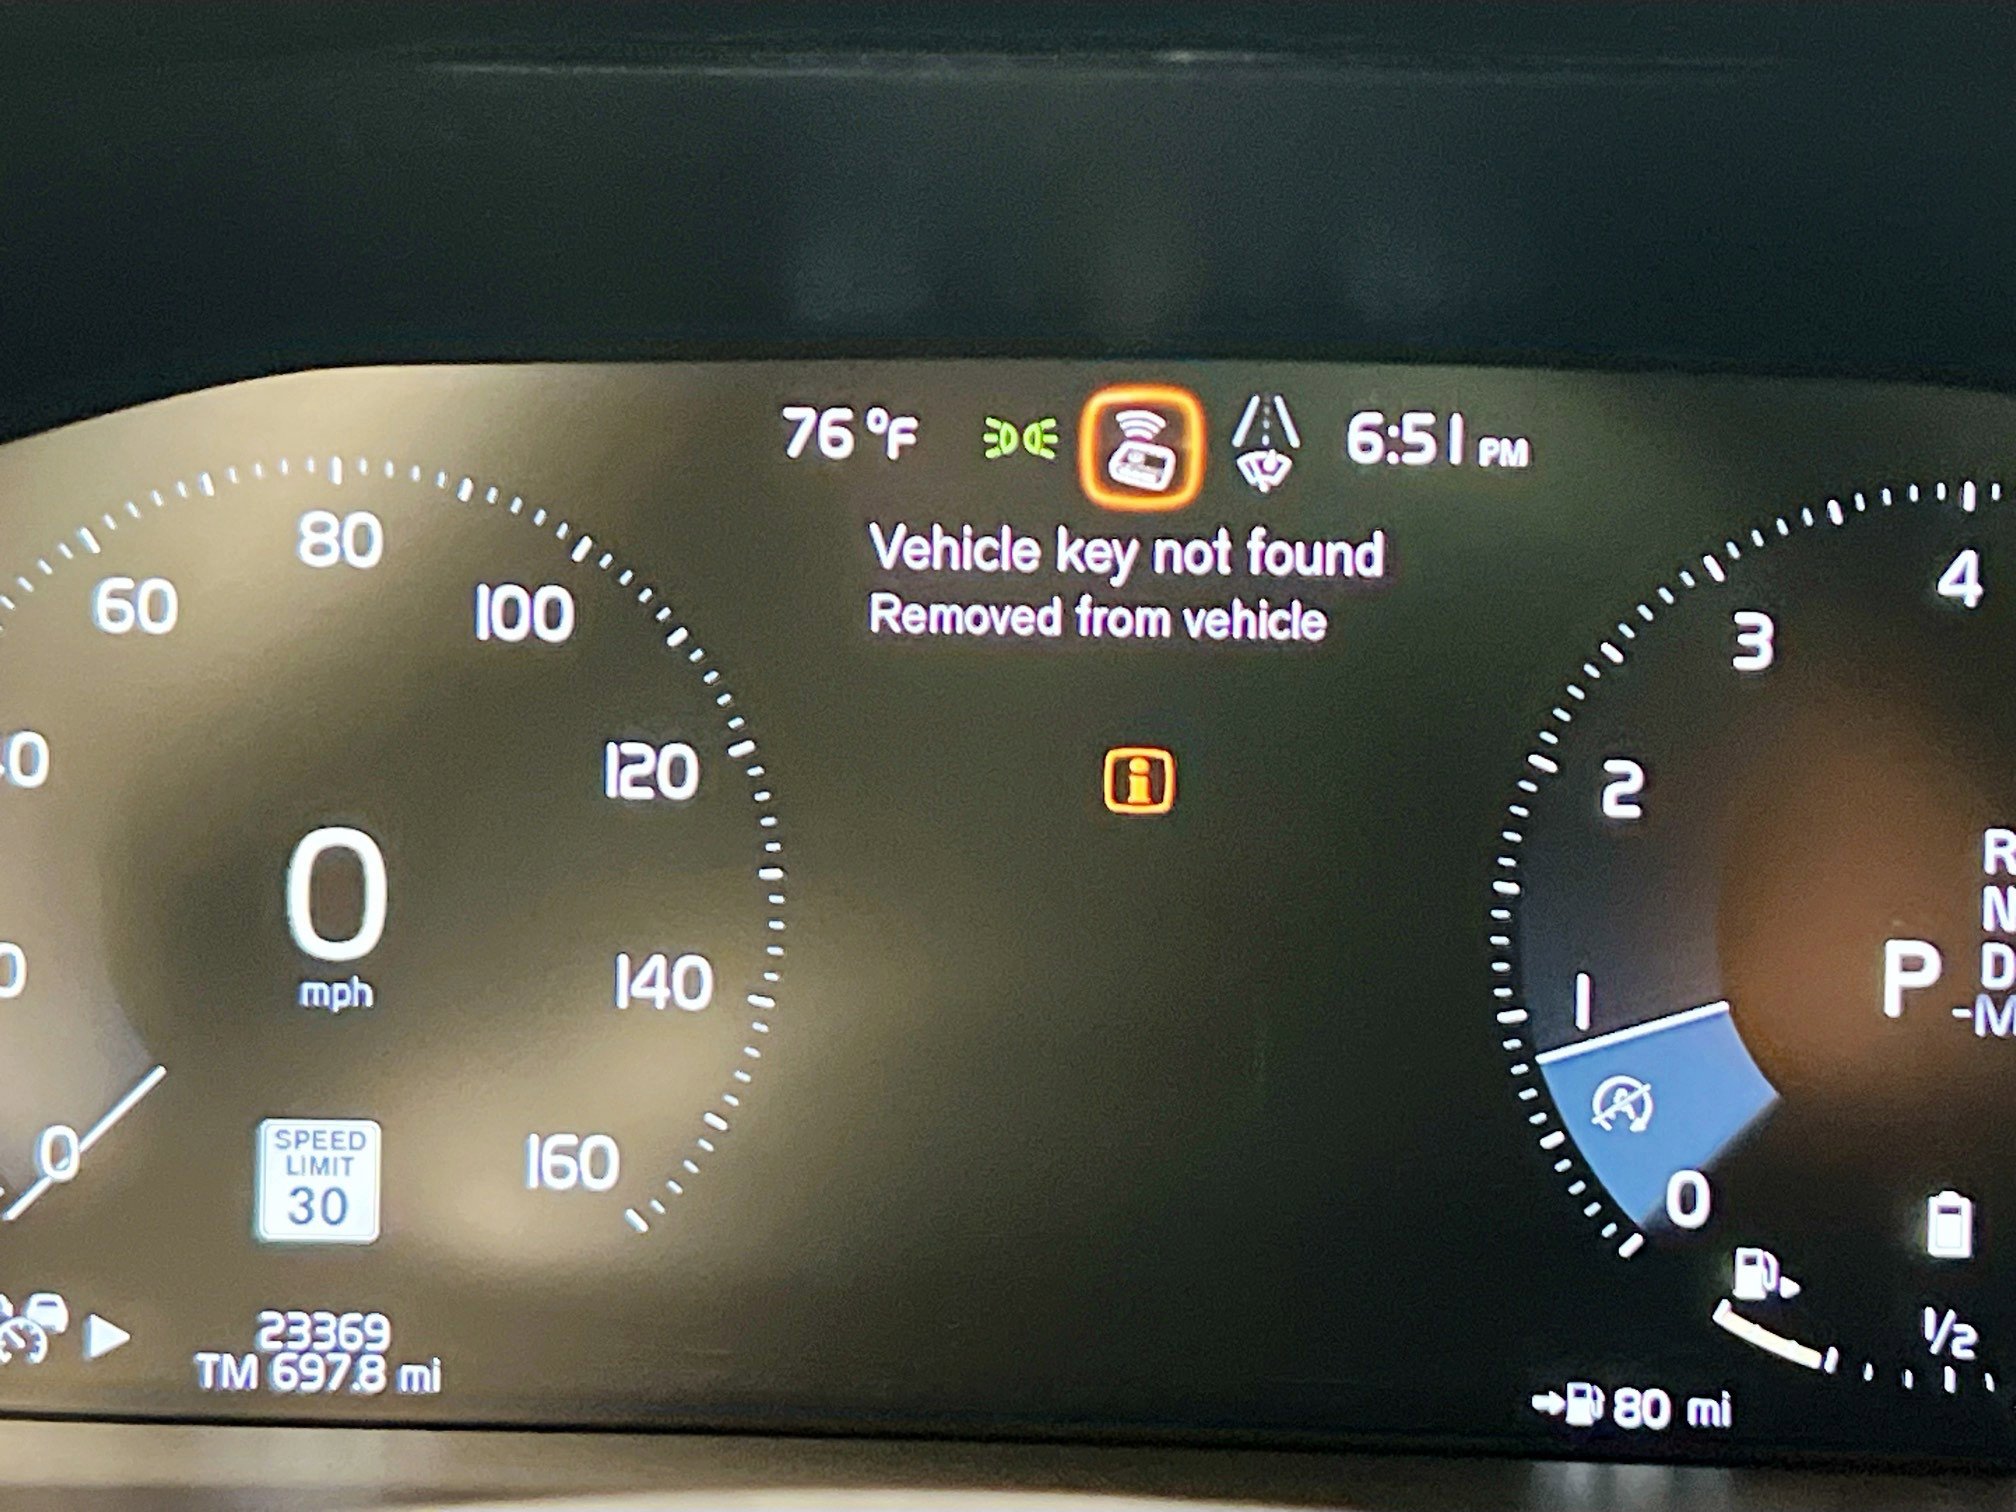 76 °F 6:51 PM
Vehicle key not found
Removed from vehicle
60
80
100
120
140
160
0
0
mph
SPEED
LIMIT
30
23369
TM 697.8 mi
4
3
2
1
0
R
N
D
P
-M
1/2
80 mi